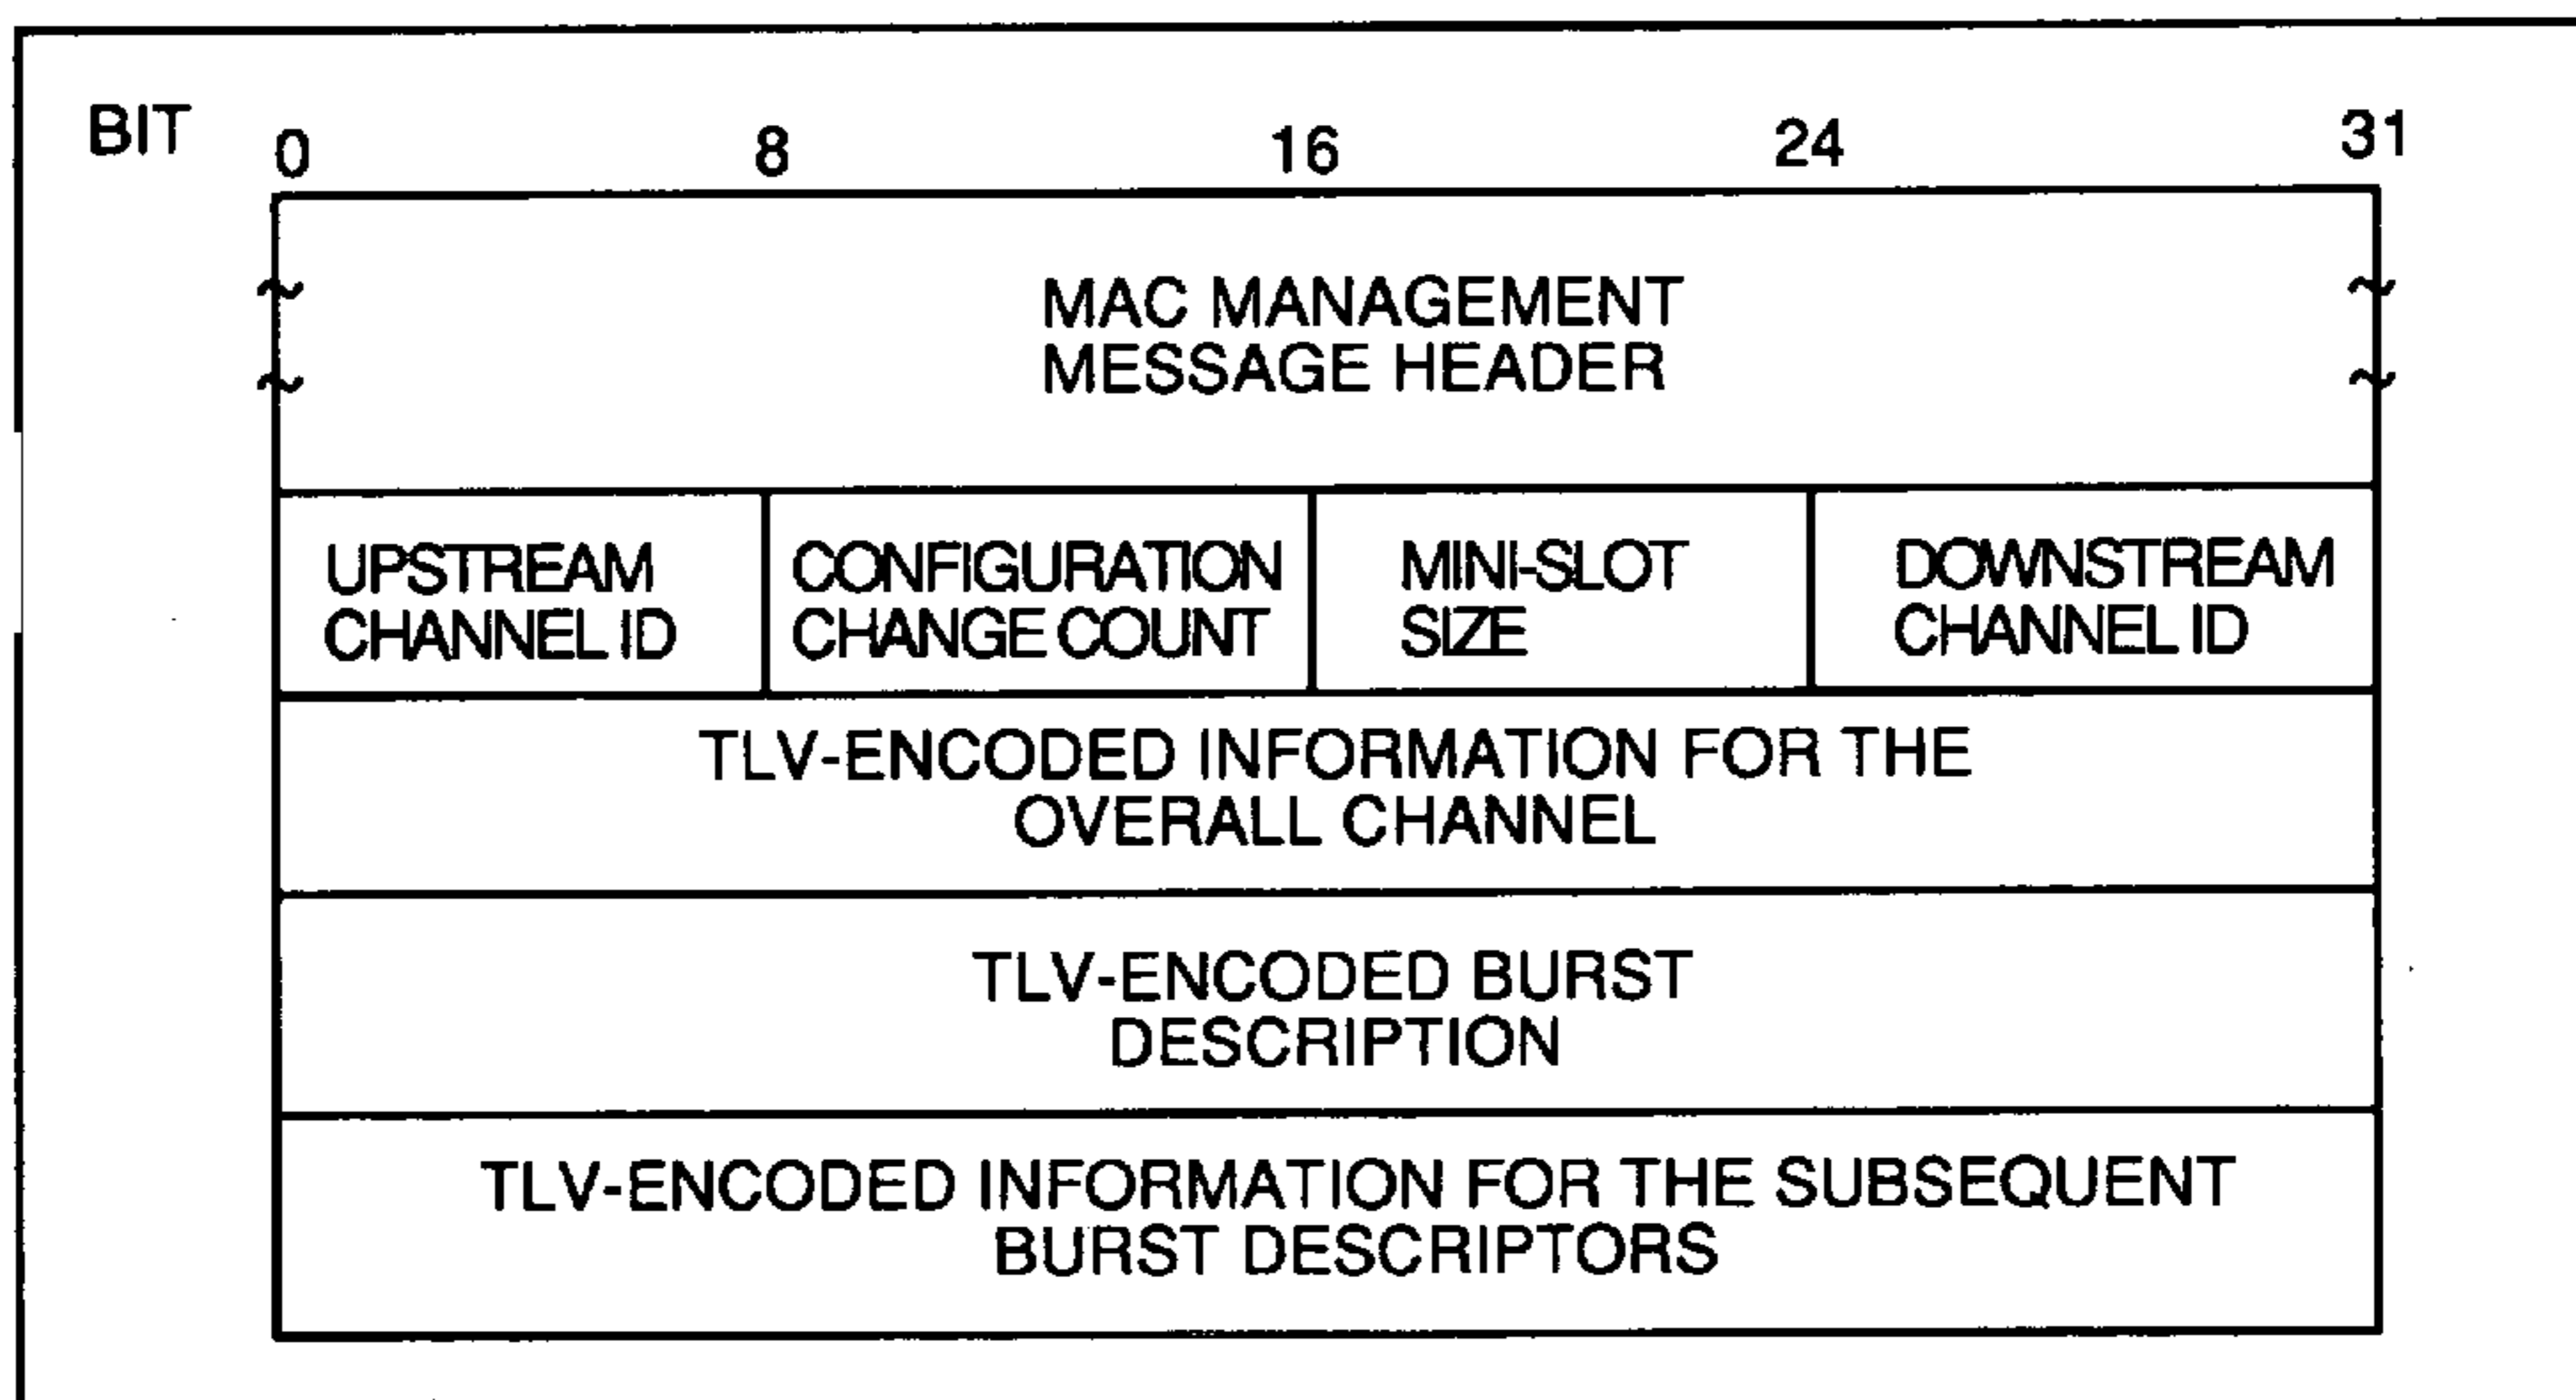 BIT 0 8 16 24 31
MAC MANAGEMENT
MESSAGE HEADER
UPSTREAM CHANNEL ID
CONFIGURATION CHANGE COUNT
MINI-SLOT SIZE
DOWNSTREAM CHANNEL ID
TLV-ENCODED INFORMATION FOR THE
OVERALL CHANNEL
TLV-ENCODED BURST
DESCRIPTION
TLV-ENCODED INFORMATION FOR THE SUBSEQUENT
BURST DESCRIPTORS